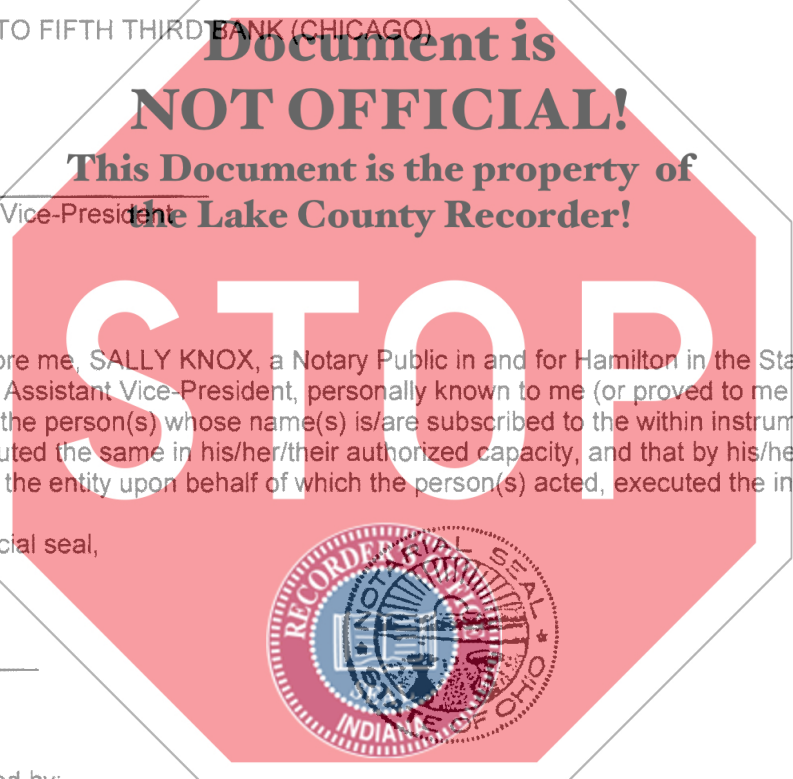 TO FIFTH THIRD BANK (CHICAGO)
Document is
NOT OFFICIAL!
This Document is the property of
the Lake County Recorder!
Vice-President
STOP
ore me, SALLY KNOX, a Notary Public in and for Hamilton in the Sta
Assistant Vice-President, personally known to me (or proved to me
the person(s) whose name(s) is/are subscribed to the within instrum
uted the same in his/her/their authorized capacity, and that by his/he
the entity upon behalf of which the person(s) acted, executed the in
cial seal,
RECORDER'S OFFICE
SEAL
INDIANA
NOTARIAL SEAL
STATE OF OHIO
ed by: